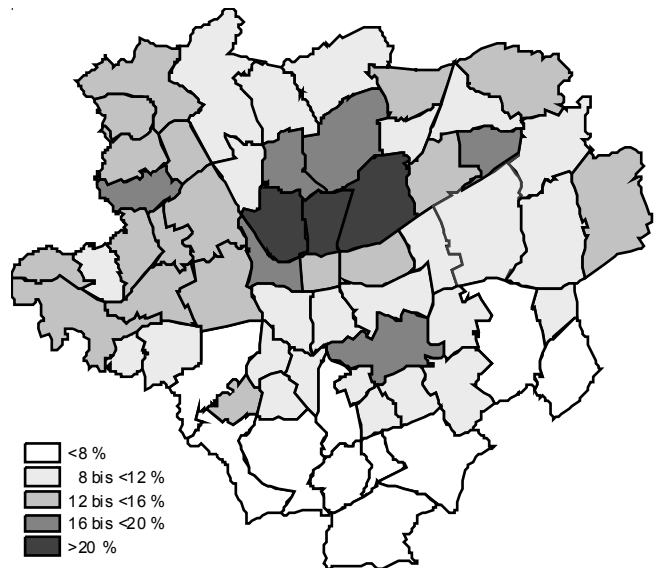 <8 %
8 bis <12 %
12 bis <16 %
16 bis <20 %
>20 %